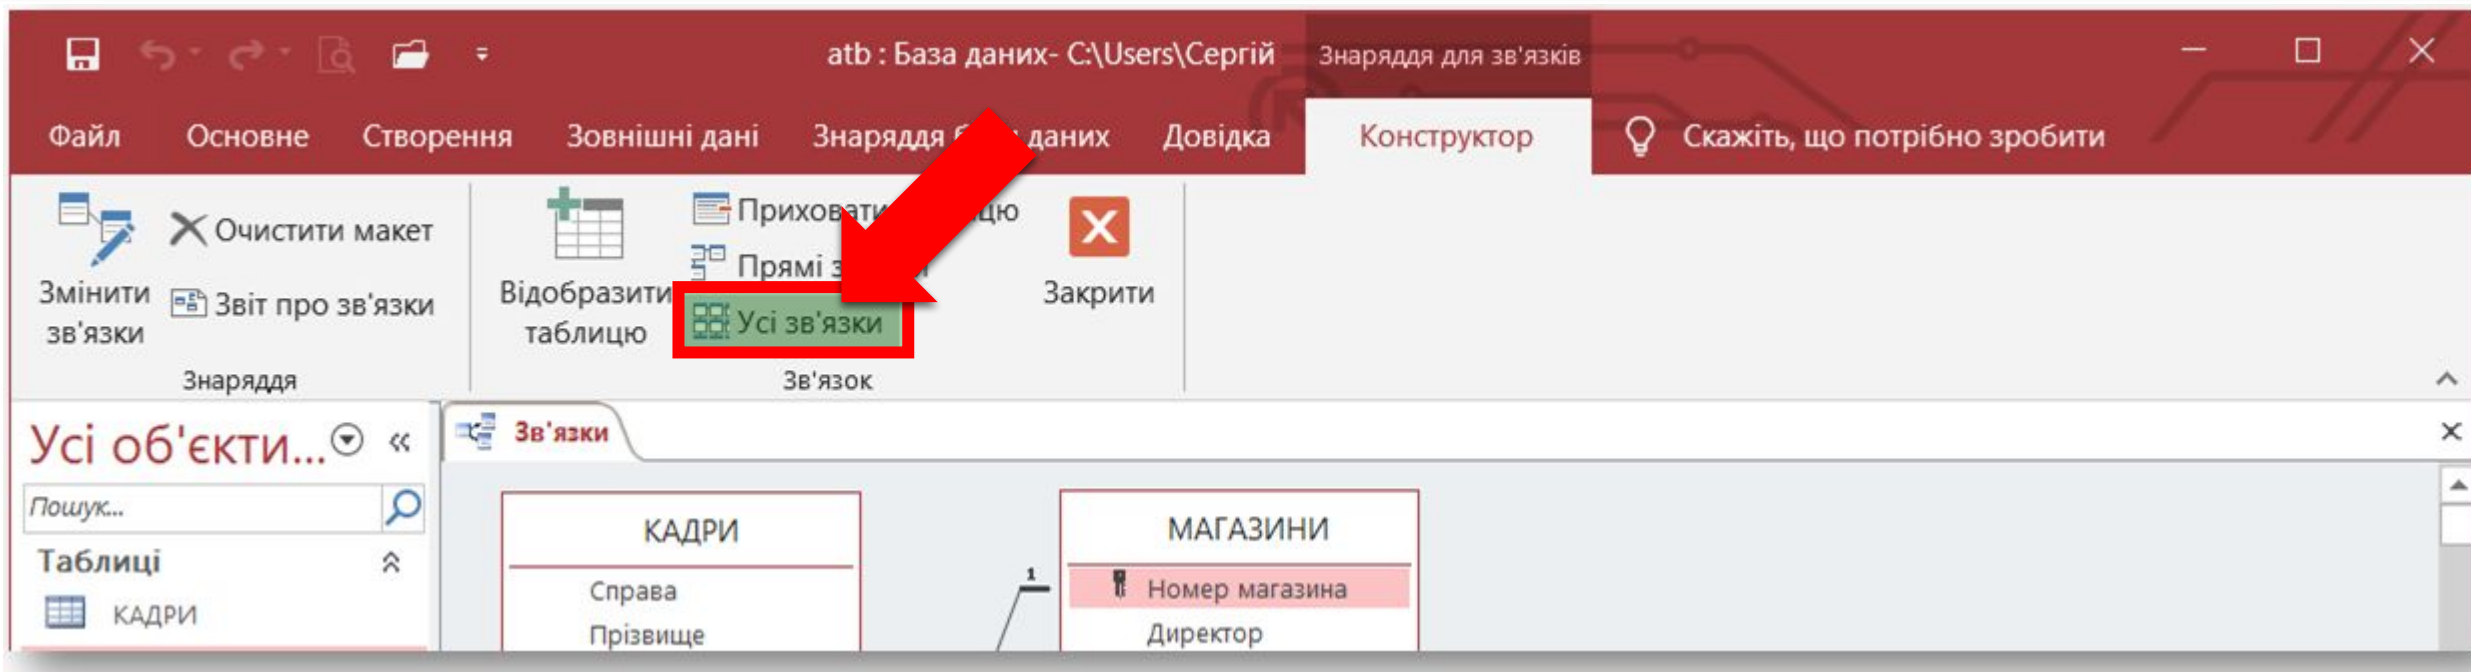 atb : База даних- C:\Users\Сергій
Знаряддя для зв'язків
Файл Основне Створення Зовнішні дані Знаряддя даних Довідка Конструктор Скажіть, що потрібно зробити
Змінити зв'язки
Очистити макет
Звіт про зв'язки
Знаряддя
Відобразити таблицю
Прямі
Усі зв'язки
Зв'язок
Закрити
Усі об'єкти...
Пошук...
Таблиці
КАДРИ
Зв'язки
КАДРИ
Справа
Прізвище
1
МАГАЗИНИ
Номер магазина
Директор